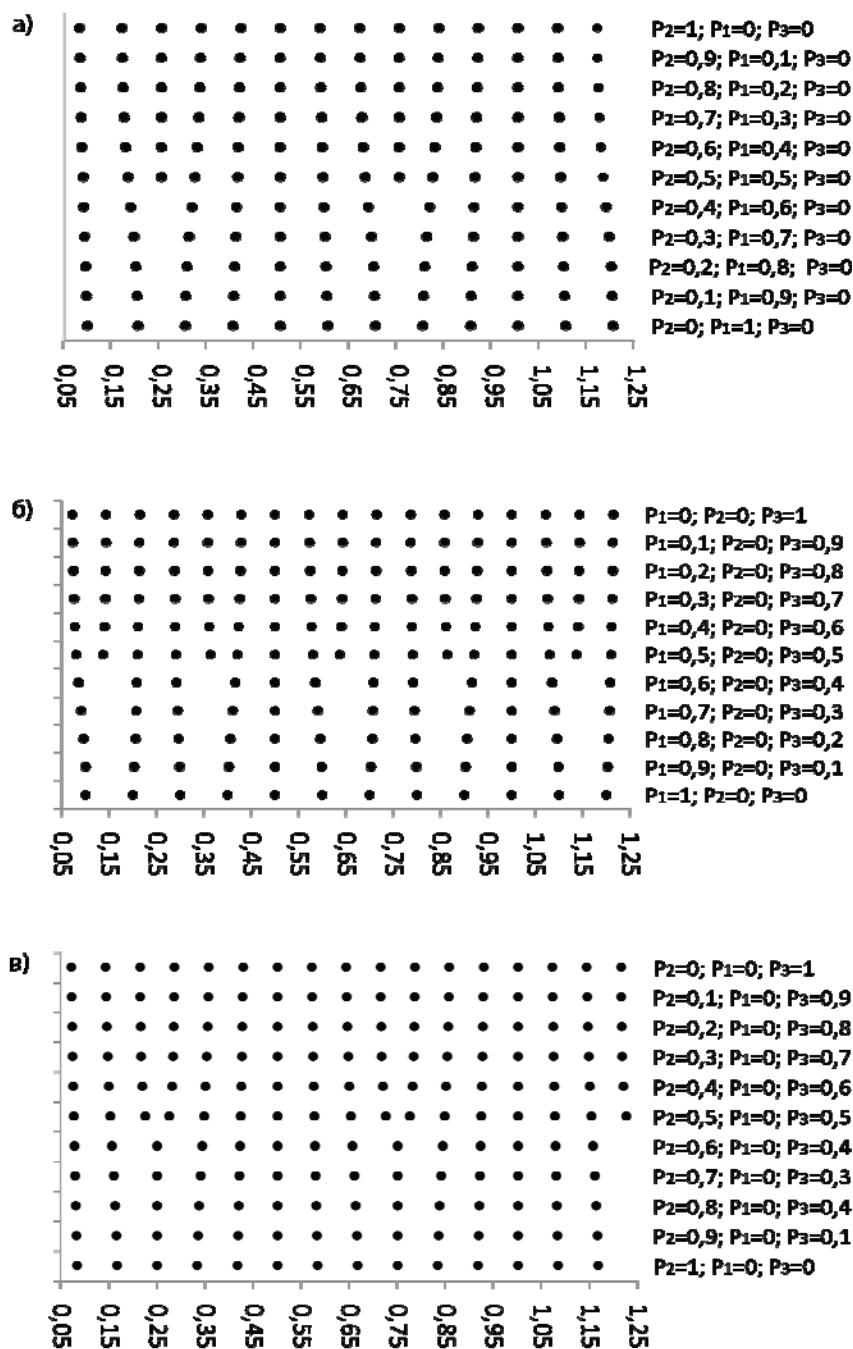 а)
P2=1; P1=0; P3=0
P2=0,9; P1=0,1; P3=0
P2=0,8; P1=0,2; P3=0
P2=0,7; P1=0,3; P3=0
P2=0,6; P1=0,4; P3=0
P2=0,5; P1=0,5; P3=0
P2=0,4; P1=0,6; P3=0
P2=0,3; P1=0,7; P3=0
P2=0,2; P1=0,8; P3=0
P2=0,1; P1=0,9; P3=0
P2=0; P1=1; P3=0
0,05 0,15 0,25 0,35 0,45 0,55 0,65 0,75 0,85 0,95 1,05 1,15 1,25
б)
P1=0; P2=0; P3=1
P1=0,1; P2=0; P3=0,9
P1=0,2; P2=0; P3=0,8
P1=0,3; P2=0; P3=0,7
P1=0,4; P2=0; P3=0,6
P1=0,5; P2=0; P3=0,5
P1=0,6; P2=0; P3=0,4
P1=0,7; P2=0; P3=0,3
P1=0,8; P2=0; P3=0,2
P1=0,9; P2=0; P3=0,1
P1=1; P2=0; P3=0
0,05 0,15 0,25 0,35 0,45 0,55 0,65 0,75 0,85 0,95 1,05 1,15 1,25
в)
P2=0; P1=0; P3=1
P2=0,1; P1=0; P3=0,9
P2=0,2; P1=0; P3=0,8
P2=0,3; P1=0; P3=0,7
P2=0,4; P1=0; P3=0,6
P2=0,5; P1=0; P3=0,5
P2=0,6; P1=0; P3=0,4
P2=0,7; P1=0; P3=0,3
P2=0,8; P1=0; P3=0,4
P2=0,9; P1=0; P3=0,1
P2=1; P1=0; P3=0
0,05 0,15 0,25 0,35 0,45 0,55 0,65 0,75 0,85 0,95 1,05 1,15 1,25